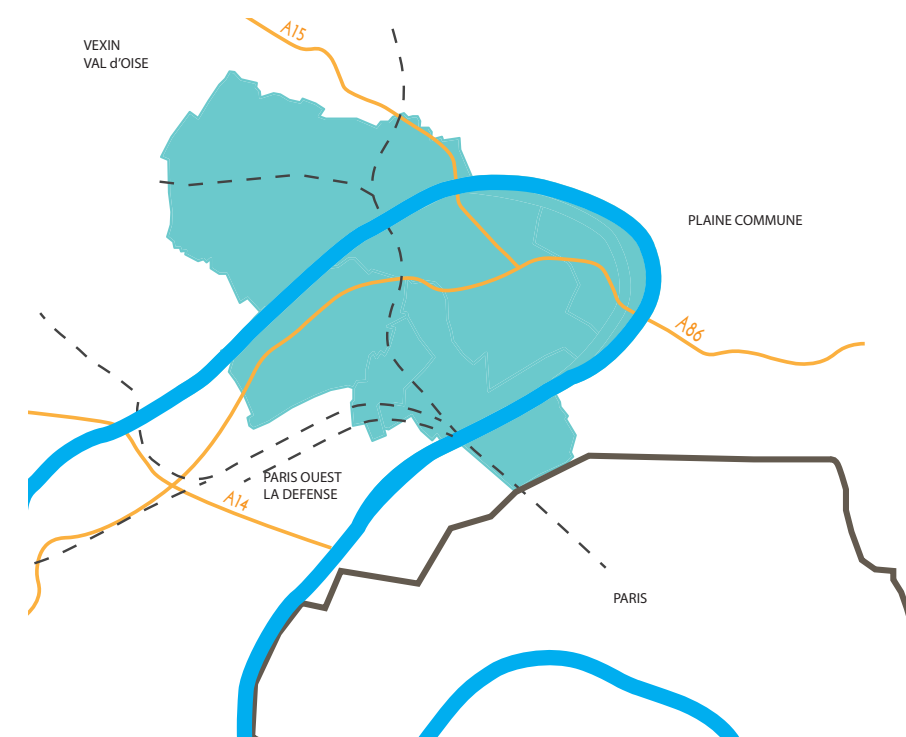 A15
VEXIN
VAL d'OISE
PLAINE COMMUNE
A86
PARIS OUEST
LA DEFENSE
A14
PARIS